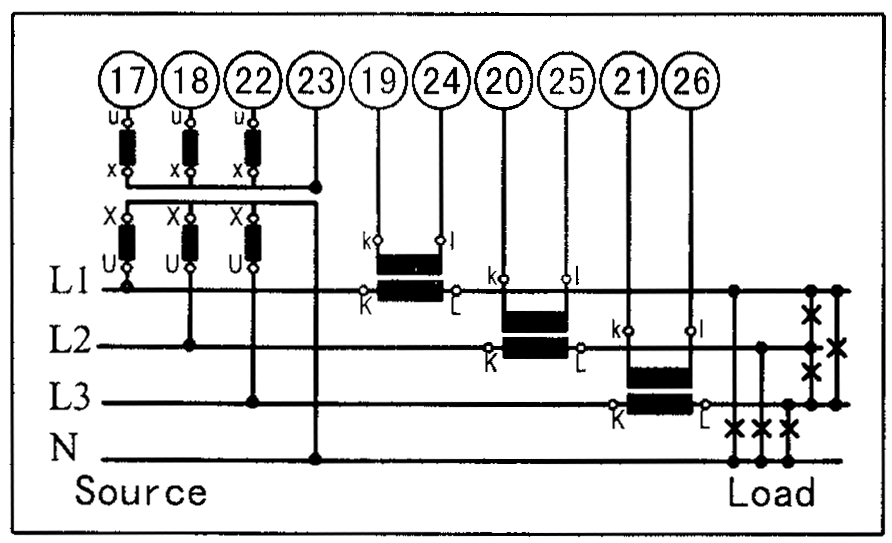 17 18 22 23 19 24 20 25 21 26
u u u
x x x
X X X
k l
U U U
L1
K L
k l
L2
K L
k l
L3
K L
N
Source Load